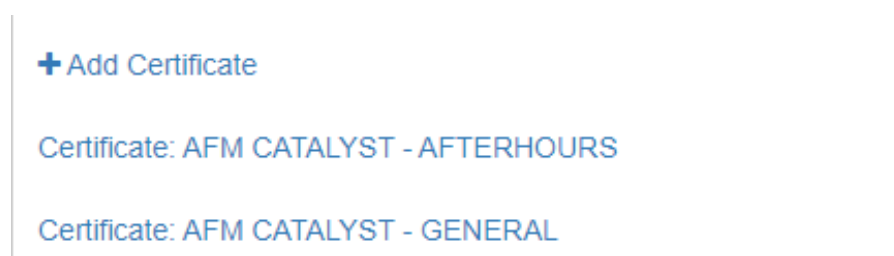 + Add Certificate
Certificate: AFM CATALYST - AFTERHOURS
Certificate: AFM CATALYST - GENERAL